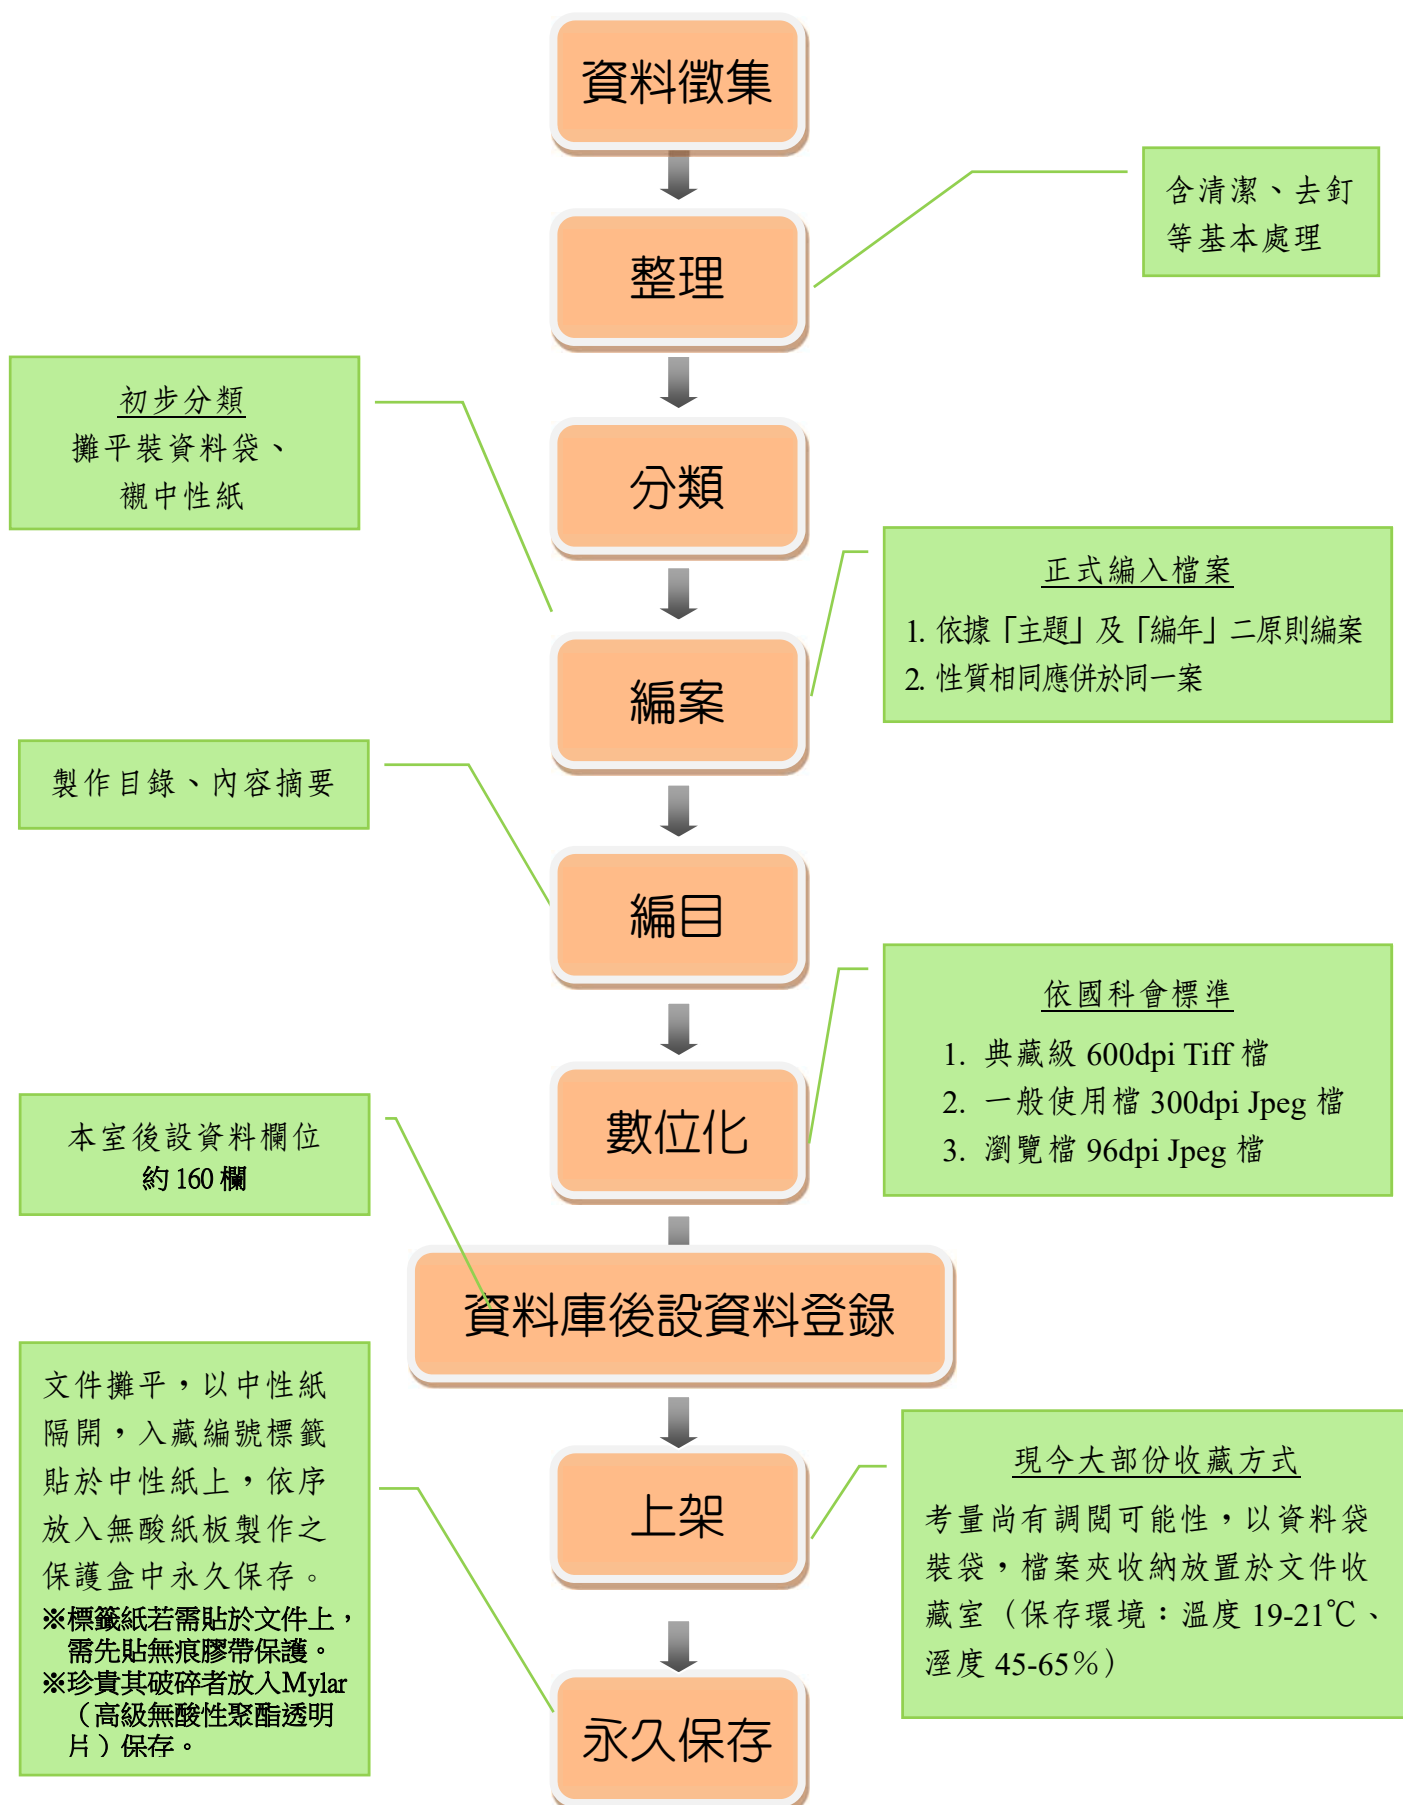 資料徵集
含清潔、去釘
等基本處理
整理
初步分類
攤平裝資料袋、
襯中性紙
分類
正式編入檔案
1. 依據「主題」及「編年」二原則編案
2. 性質相同應併於同一案
編案
製作目錄、內容摘要
編目
依國科會標準
1. 典藏級 600dpi Tiff 檔
2. 一般使用檔 300dpi Jpeg 檔
3. 瀏覽檔 96dpi Jpeg 檔
數位化
本室後設資料欄位
約 160 欄
資料庫後設資料登錄
文件攤平，以中性紙
隔開，入藏編號標籤
貼於中性紙上，依序
放入無酸紙板製作之
保護盒中永久保存。
※標籤紙若需貼於文件上，
需先貼無痕膠帶保護。
※珍貴其破碎者放入Mylar
（高級無酸性聚酯透明
片）保存。
現今大部份收藏方式
考量尚有調閱可能性，以資料袋
裝袋，檔案夾收納放置於文件收
藏室（保存環境：溫度 19-21℃、
溼度 45-65％）
上架
永久保存